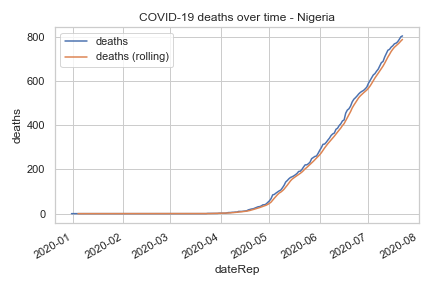 COVID-19 deaths over time - Nigeria
deaths
deaths (rolling)
800
600
400
200
0
deaths
2020-01
2020-02
2020-03
2020-04
2020-05
2020-06
2020-07
2020-08
dateRep